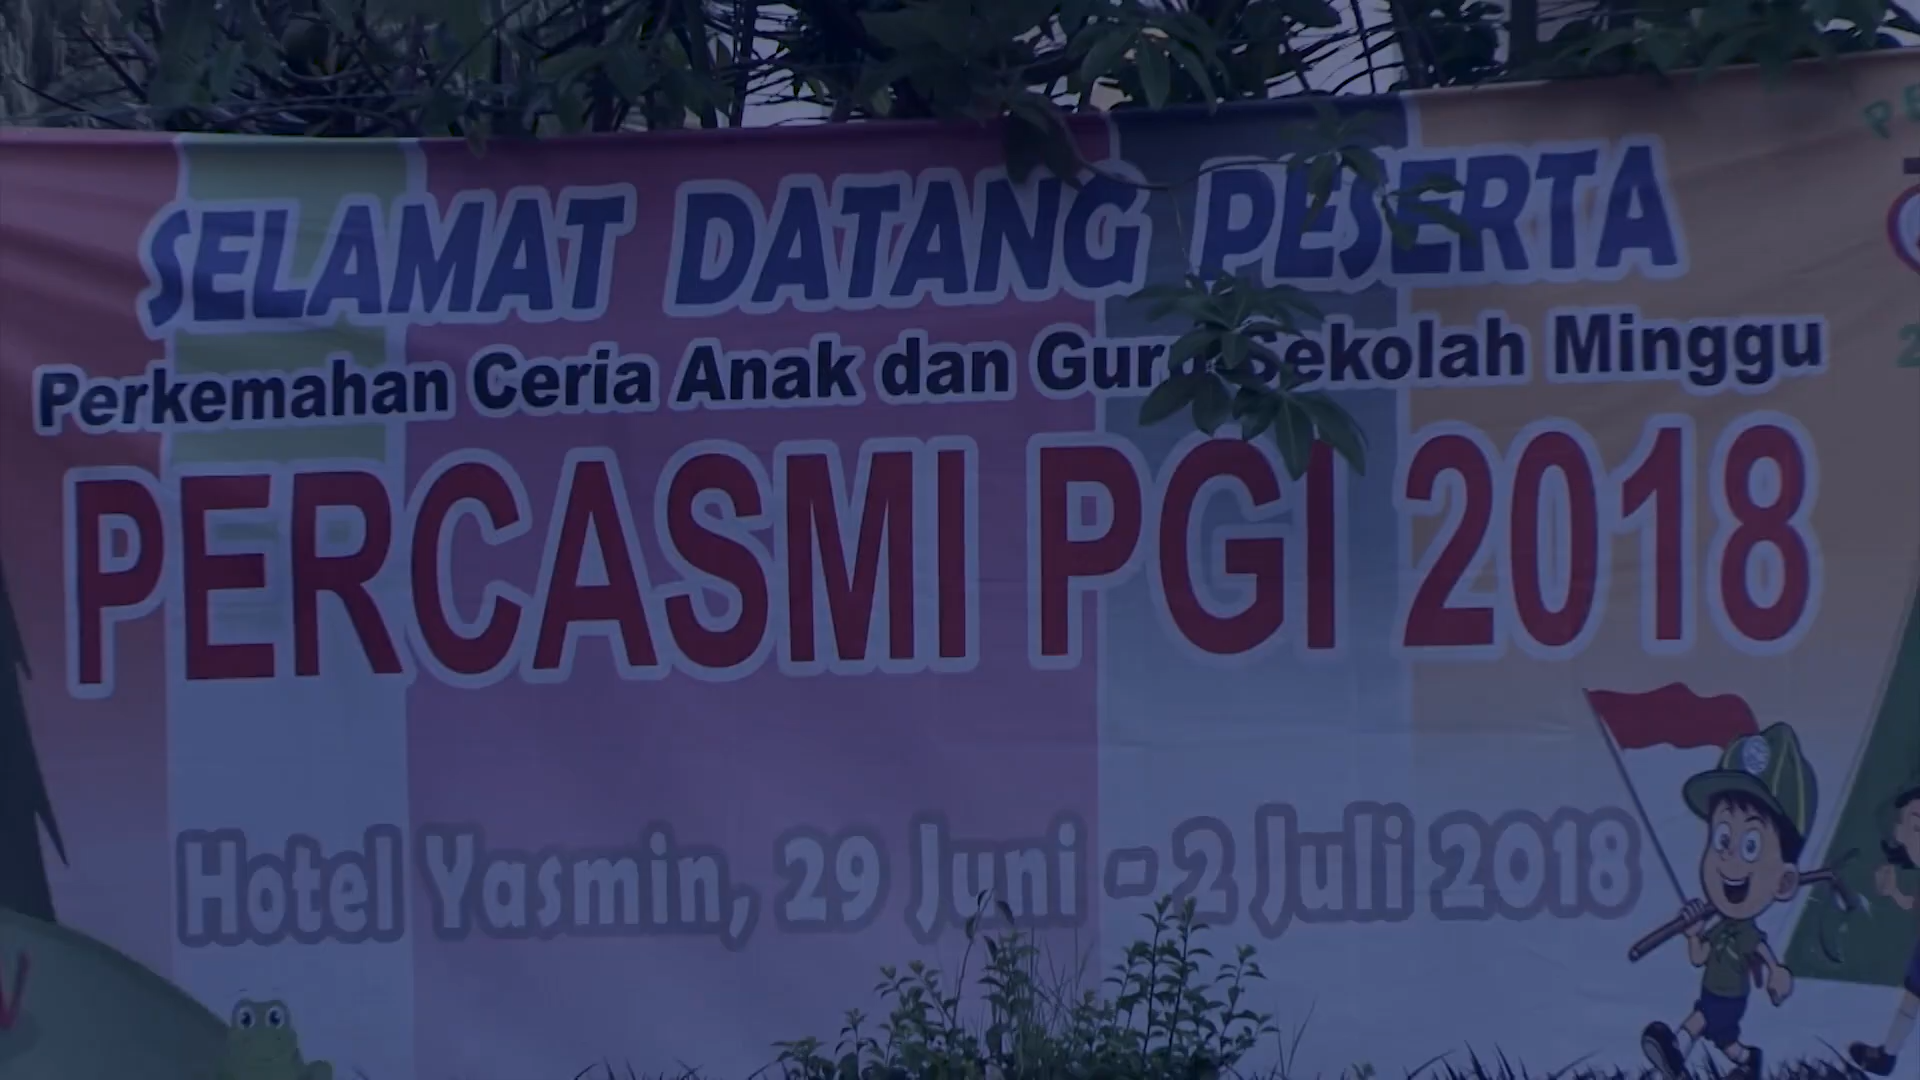 SELAMAT DATANG PESERTA
Perkemahan Ceria Anak dan Guru Sekolah Minggu
PERCASMI PGI 2018
Hotel Yasmin, 29 Juni - 2 Juli 2018